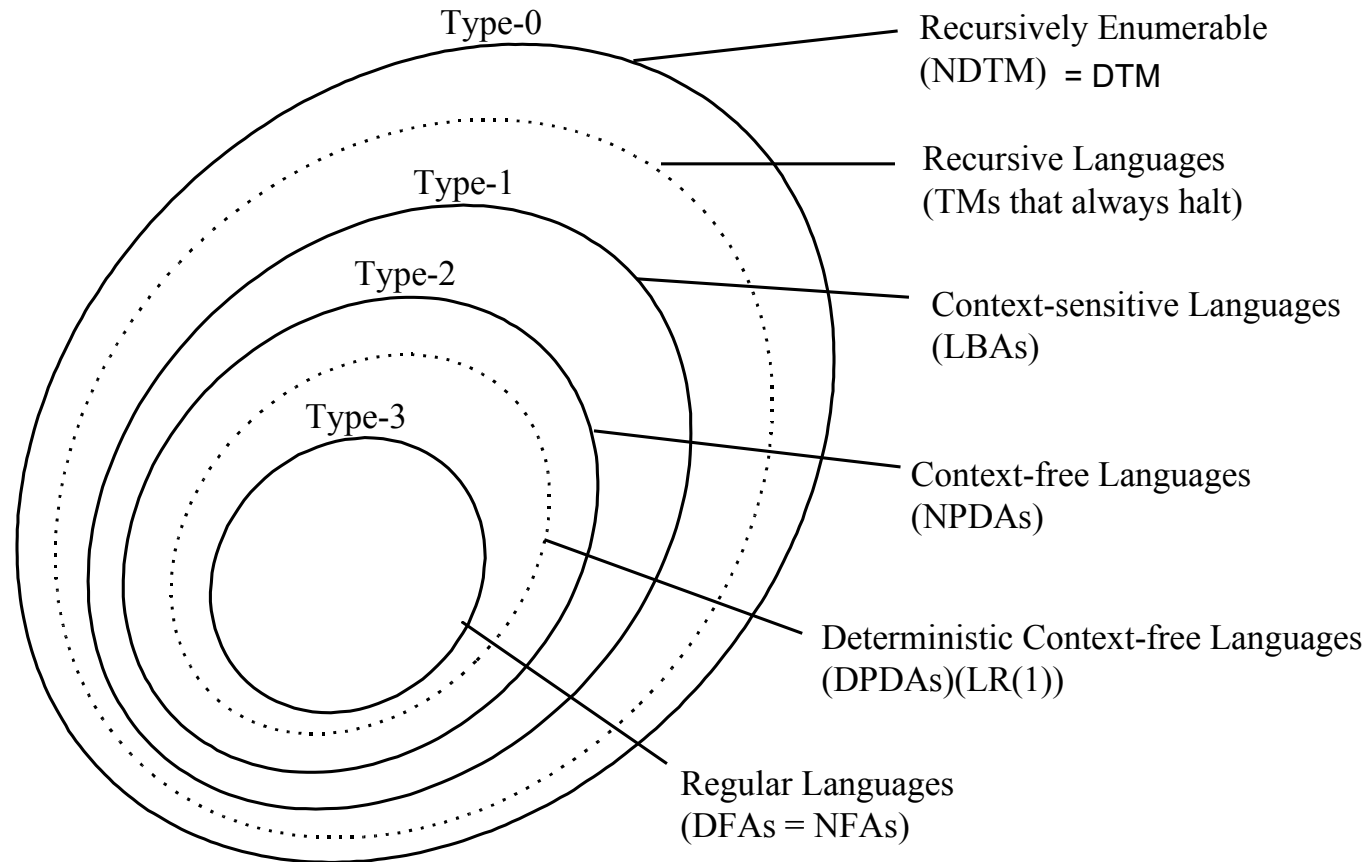 Type-0
Recursively Enumerable
(NDTM) = DTM
Recursive Languages
(TMs that always halt)
Type-1
Type-2
Context-sensitive Languages
(LBAs)
Type-3
Context-free Languages
(NPDAs)
Deterministic Context-free Languages
(DPDAs)(LR(1))
Regular Languages
(DFAs = NFAs)